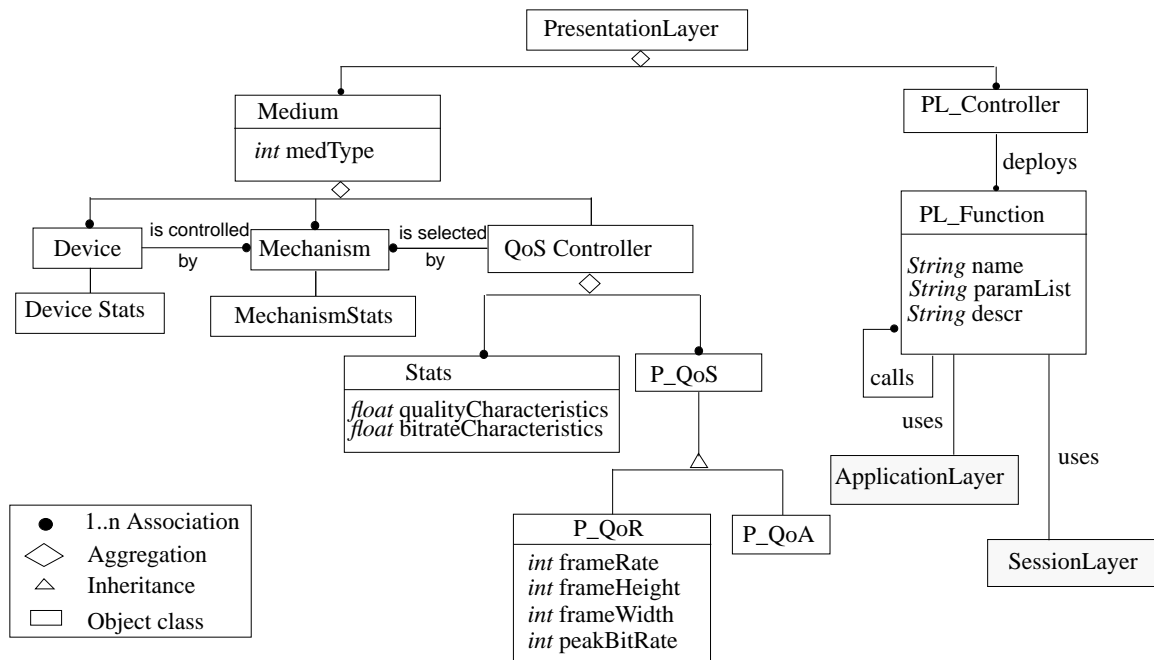 PresentationLayer
Medium
int medType
PL_Controller
deploys
PL_Function
String name
String paramList
String descr
calls
uses
uses
ApplicationLayer
SessionLayer
Device
is controlled
by
Mechanism
is selected
by
QoS Controller
Device Stats
MechanismStats
Stats
float qualityCharacteristics
float bitrateCharacteristics
P_QoS
P_QoR
int frameRate
int frameHeight
int frameWidth
int peakBitRate
P_QoA
1..n Association
Aggregation
Inheritance
Object class